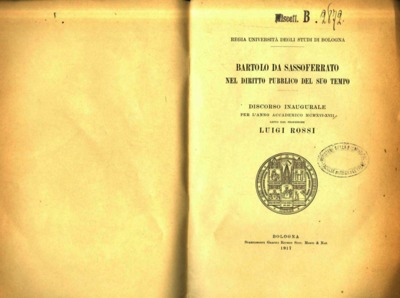 Miscell. B. 2872
REGIA UNIVERSITÀ DEGLI STUDI DI BOLOGNA
BARTOLO DA SASSOFERRATO
NEL DIRITTO PUBBLICO DEL SUO TEMPO
DISCORSO INAUGURALE
PER L'ANNO ACCADEMICO
LUIGI ROSSI
BOLOGNA
1917